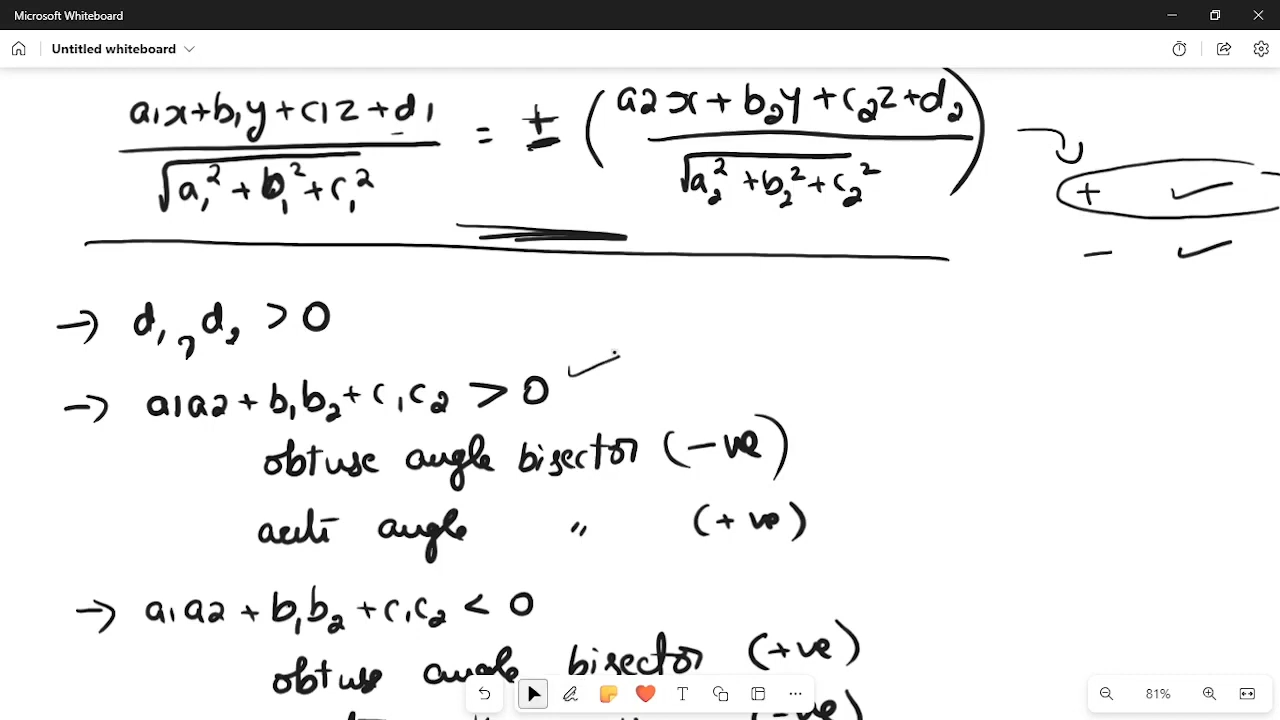 Microsoft Whiteboard
Untitled whiteboard
a1x+b1y+c1z+d1 / √a1²+b1²+c1² = ± ( a2x+b2y+c2z+d2 / √a2²+b2²+c2² ) →
+ ✓
− ✓
→ d1, d2 > 0
→ a1a2 + b1b2 + c1c2 > 0 ✓
obtuse angle bisector (−ve)
acute angle " (+ve)
→ a1a2 + b1b2 + c1c2 < 0
obtuse angle bisector (+ve)
(−ve)
81%